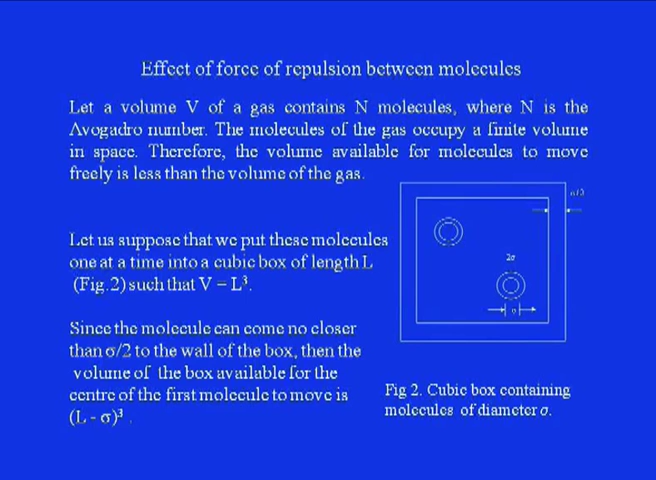 Effect of force of repulsion between molecules
Let a volume V of a gas contains N molecules, where N is the
Avogadro number. The molecules of the gas occupy a finite volume
in space. Therefore, the volume available for molecules to move
freely is less than the volume of the gas.
σ/2
Let us suppose that we put these molecules
one at a time into a cubic box of length L
(Fig.2) such that V = L³.
2σ
σ
Since the molecule can come no closer
than σ/2 to the wall of the box, then the
volume of the box available for the
centre of the first molecule to move is
(L - σ)³ .
Fig 2. Cubic box containing
molecules of diameter σ.